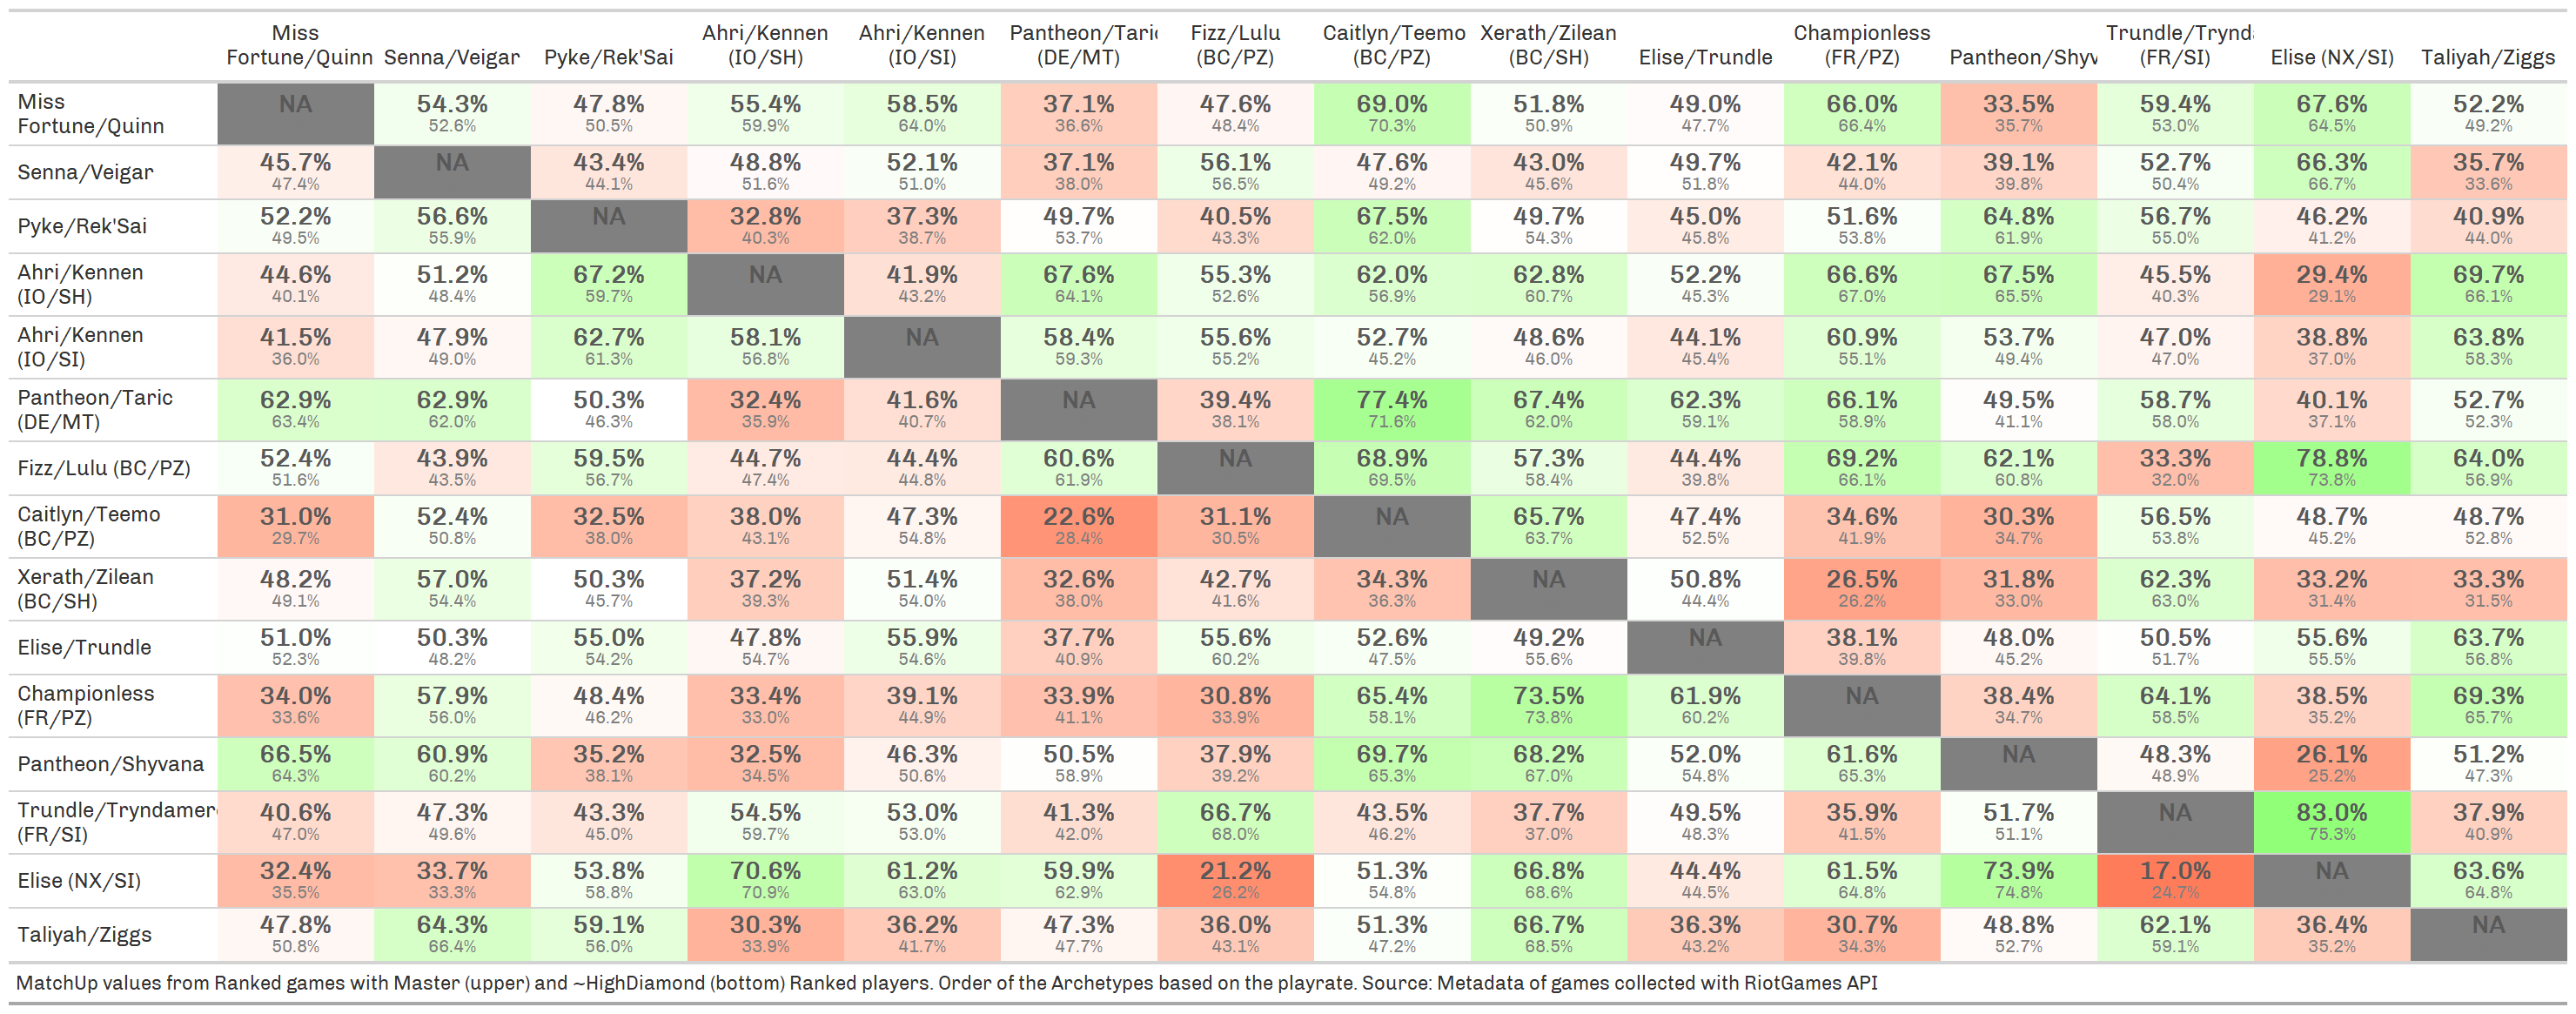 Miss Ahri/Kennen Ahri/Kennen Pantheon/Taric Fizz/Lulu Caitlyn/Teemo Xerath/Zilean Championless Trundle/Trynda
Fortune/Quinn Senna/Veigar Pyke/Rek'Sai (IO/SH) (IO/SI) (DE/MT) (BC/PZ) (BC/PZ) (BC/SH) Elise/Trundle (FR/PZ) Pantheon/Shyv (FR/SI) Elise (NX/SI) Taliyah/Ziggs
Miss NA 54.3% 47.8% 55.4% 58.5% 37.1% 47.6% 69.0% 51.8% 49.0% 66.0% 33.5% 59.4% 67.6% 52.2%
Fortune/Quinn 52.6% 50.5% 59.9% 64.0% 36.6% 48.4% 70.3% 50.9% 47.7% 66.4% 35.7% 53.0% 64.5% 49.2%
Senna/Veigar 45.7% NA 43.4% 48.8% 52.1% 37.1% 56.1% 47.6% 43.0% 49.7% 42.1% 39.1% 52.7% 66.3% 35.7%
47.4% 44.1% 51.6% 51.0% 38.0% 56.5% 49.2% 45.6% 51.8% 44.0% 39.8% 50.4% 66.7% 33.6%
Pyke/Rek'Sai 52.2% 56.6% NA 32.8% 37.3% 49.7% 40.5% 67.5% 49.7% 45.0% 51.6% 64.8% 56.7% 46.2% 40.9%
49.5% 55.9% 40.3% 38.7% 53.7% 43.3% 62.0% 54.3% 45.8% 53.8% 61.9% 55.0% 41.2% 44.0%
Ahri/Kennen 44.6% 51.2% 67.2% NA 41.9% 67.6% 55.3% 62.0% 62.8% 52.2% 66.6% 67.5% 45.5% 29.4% 69.7%
(IO/SH) 40.1% 48.4% 59.7% 43.2% 64.1% 52.6% 56.9% 60.7% 45.3% 67.0% 65.5% 40.3% 29.1% 66.1%
Ahri/Kennen 41.5% 47.9% 62.7% 58.1% NA 58.4% 55.6% 52.7% 48.6% 44.1% 60.9% 53.7% 47.0% 38.8% 63.8%
(IO/SI) 36.0% 49.0% 61.3% 56.8% 59.3% 55.2% 45.2% 46.0% 45.4% 55.1% 49.4% 47.0% 37.0% 58.3%
Pantheon/Taric 62.9% 62.9% 50.3% 32.4% 41.6% NA 39.4% 77.4% 67.4% 62.3% 66.1% 49.5% 58.7% 40.1% 52.7%
(DE/MT) 63.4% 62.0% 46.3% 35.9% 40.7% 38.1% 71.6% 62.0% 59.1% 58.9% 41.1% 58.0% 37.1% 52.3%
Fizz/Lulu (BC/PZ) 52.4% 43.9% 59.5% 44.7% 44.4% 60.6% NA 68.9% 57.3% 44.4% 69.2% 62.1% 33.3% 78.8% 64.0%
51.6% 43.5% 56.7% 47.4% 44.8% 61.9% 69.5% 58.4% 39.8% 66.1% 60.8% 32.0% 73.8% 56.9%
Caitlyn/Teemo 31.0% 52.4% 32.5% 38.0% 47.3% 22.6% 31.1% NA 65.7% 47.4% 34.6% 30.3% 56.5% 48.7% 48.7%
(BC/PZ) 29.7% 50.8% 38.0% 43.1% 54.8% 28.4% 30.5% 63.7% 52.5% 41.9% 34.7% 53.8% 45.2% 52.8%
Xerath/Zilean 48.2% 57.0% 50.3% 37.2% 51.4% 32.6% 42.7% 34.3% NA 50.8% 26.5% 31.8% 62.3% 33.2% 33.3%
(BC/SH) 49.1% 54.4% 45.7% 39.3% 54.0% 38.0% 41.6% 36.3% 44.4% 26.2% 33.0% 63.0% 31.4% 31.5%
Elise/Trundle 51.0% 50.3% 55.0% 47.8% 55.9% 37.7% 55.6% 52.6% 49.2% NA 38.1% 48.0% 50.5% 55.6% 63.7%
52.3% 48.2% 54.2% 54.7% 54.6% 40.9% 60.2% 47.5% 55.6% 39.8% 45.2% 51.7% 55.5% 56.8%
Championless 34.0% 57.9% 48.4% 33.4% 39.1% 33.9% 30.8% 65.4% 73.5% 61.9% NA 38.4% 64.1% 38.5% 69.3%
(FR/PZ) 33.6% 56.0% 46.2% 33.0% 44.9% 41.1% 33.9% 58.1% 73.8% 60.2% 34.7% 58.5% 35.2% 65.7%
Pantheon/Shyvana 66.5% 60.9% 35.2% 32.5% 46.3% 50.5% 37.9% 69.7% 68.2% 52.0% 61.6% NA 48.3% 26.1% 51.2%
64.3% 60.2% 38.1% 34.5% 50.6% 58.9% 39.2% 65.3% 67.0% 54.8% 65.3% 48.9% 25.2% 47.3%
Trundle/Tryndamer 40.6% 47.3% 43.3% 54.5% 53.0% 41.3% 66.7% 43.5% 37.7% 49.5% 35.9% 51.7% NA 83.0% 37.9%
(FR/SI) 47.0% 49.6% 45.0% 59.7% 53.0% 42.0% 68.0% 46.2% 37.0% 48.3% 41.5% 51.1% 75.3% 40.9%
Elise (NX/SI) 32.4% 33.7% 53.8% 70.6% 61.2% 59.9% 21.2% 51.3% 66.8% 44.4% 61.5% 73.9% 17.0% NA 63.6%
35.5% 33.3% 58.8% 70.9% 63.0% 62.9% 26.2% 54.8% 68.6% 44.5% 64.8% 74.8% 24.7% 64.8%
Taliyah/Ziggs 47.8% 64.3% 59.1% 30.3% 36.2% 47.3% 36.0% 51.3% 66.7% 36.3% 30.7% 48.8% 62.1% 36.4% NA
50.8% 66.4% 56.0% 33.9% 41.7% 47.7% 43.1% 47.2% 68.5% 43.2% 34.3% 52.7% 59.1% 35.2%
MatchUp values from Ranked games with Master (upper) and ~HighDiamond (bottom) Ranked players. Order of the Archetypes based on the playrate. Source: Metadata of games collected with RiotGames API